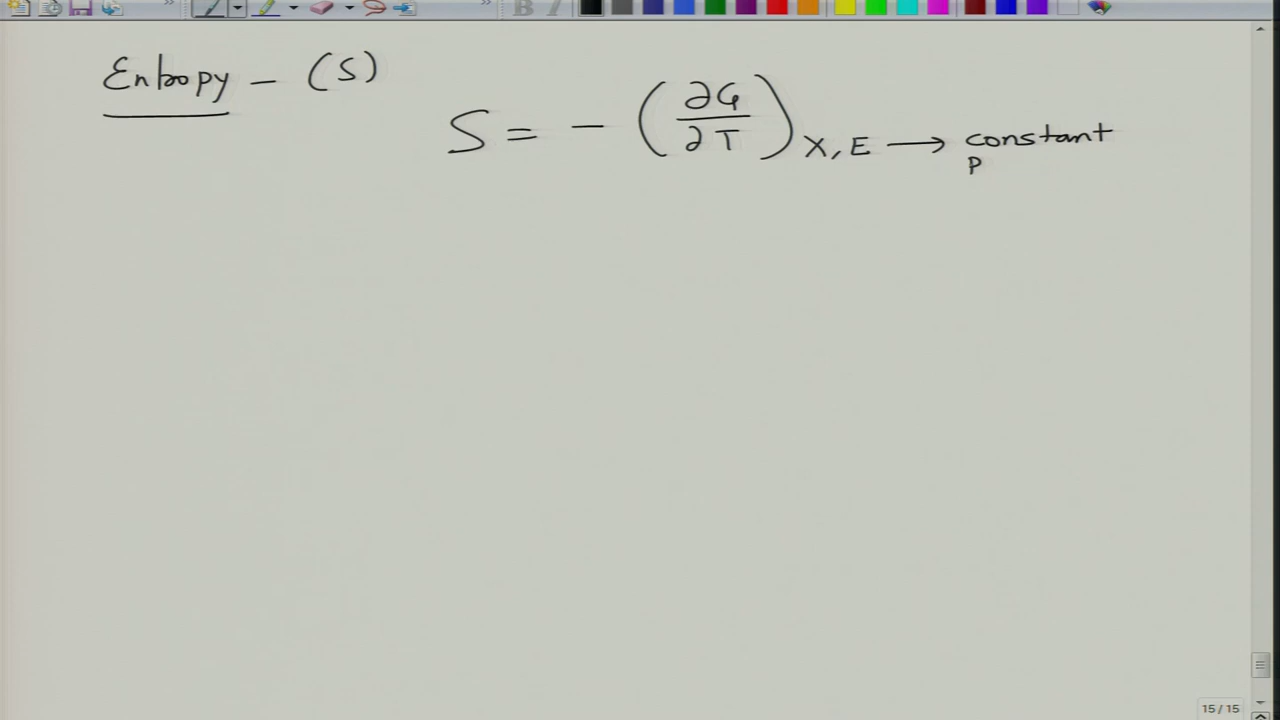 Entropy - (S)
S = - (∂G/∂T)X, E → constant
P
15 / 15